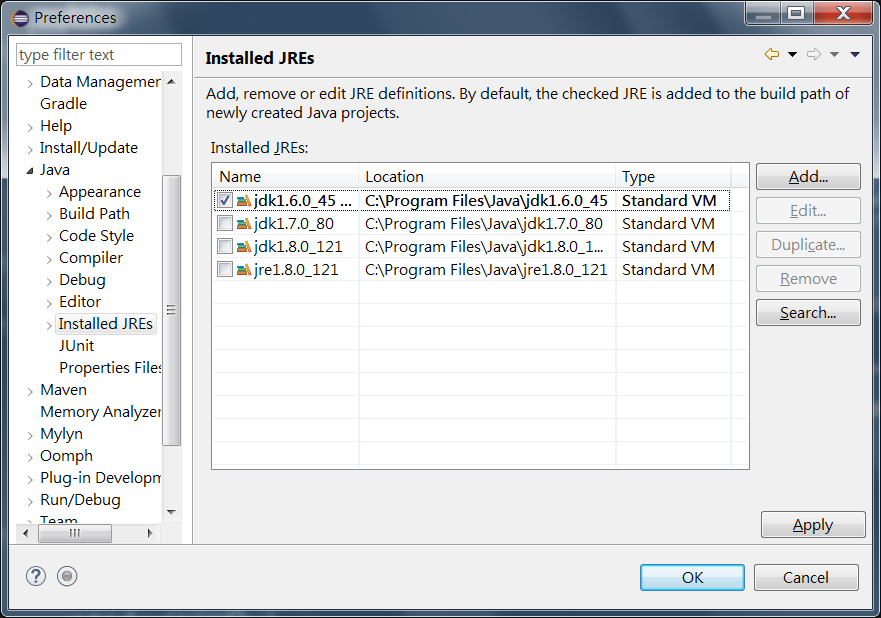 Preferences
type filter text
Data Managemen
Gradle
Help
Install/Update
Java
Appearance
Build Path
Code Style
Compiler
Debug
Editor
Installed JREs
JUnit
Properties Files
Maven
Memory Analyzer
Mylyn
Oomph
Plug-in Developm
Run/Debug
Team
Installed JREs
Add, remove or edit JRE definitions. By default, the checked JRE is added to the build path of
newly created Java projects.
Installed JREs:
Name Location Type
jdk1.6.0_45 ... C:\Program Files\Java\jdk1.6.0_45 Standard VM
jdk1.7.0_80 C:\Program Files\Java\jdk1.7.0_80 Standard VM
jdk1.8.0_121 C:\Program Files\Java\jdk1.8.0_1... Standard VM
jre1.8.0_121 C:\Program Files\Java\jre1.8.0_121 Standard VM
Add...
Edit...
Duplicate...
Remove
Search...
Apply
OK
Cancel